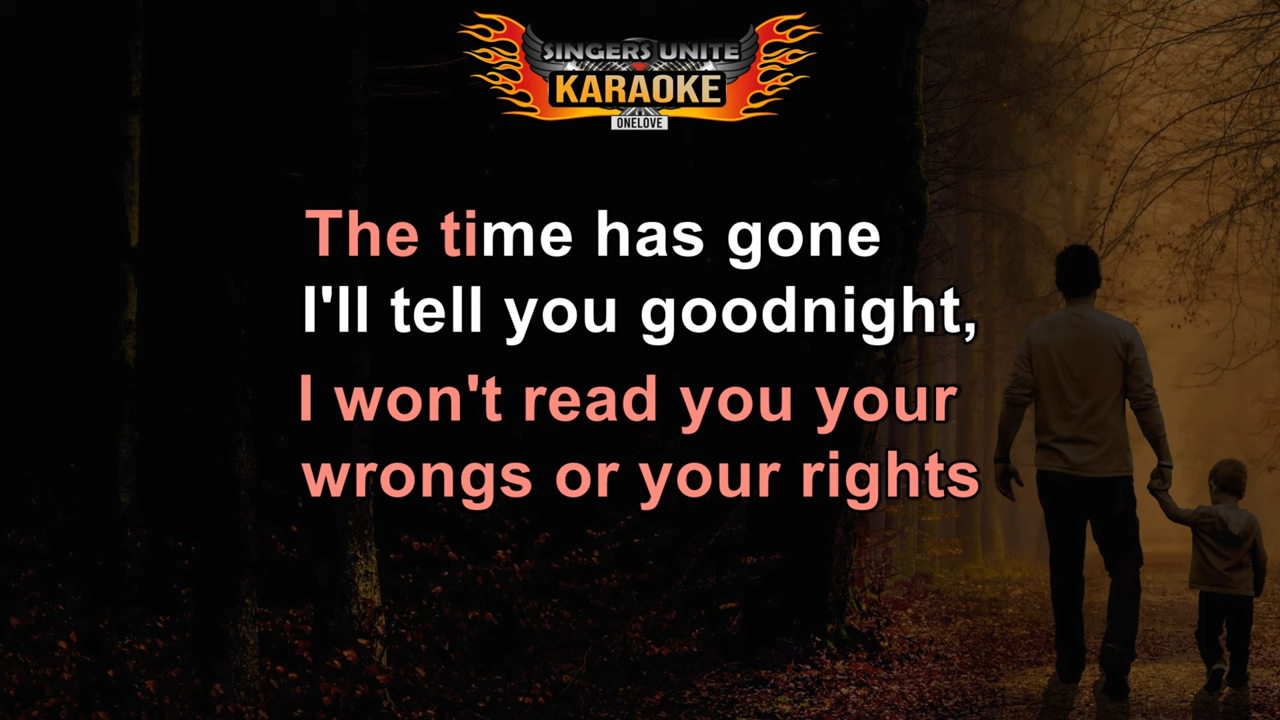 SINGERS UNITE
KARAOKE
ONELOVE
The time has gone
I'll tell you goodnight,
I won't read you your
wrongs or your rights